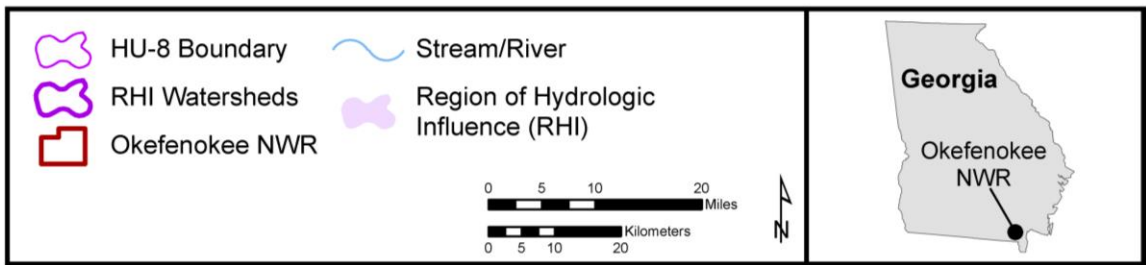 HU-8 Boundary
RHI Watersheds
Okefenokee NWR
Stream/River
Region of Hydrologic
Influence (RHI)
0 5 10 20
Miles
Kilometers
0 5 10 20
N
Georgia
Okefenokee
NWR